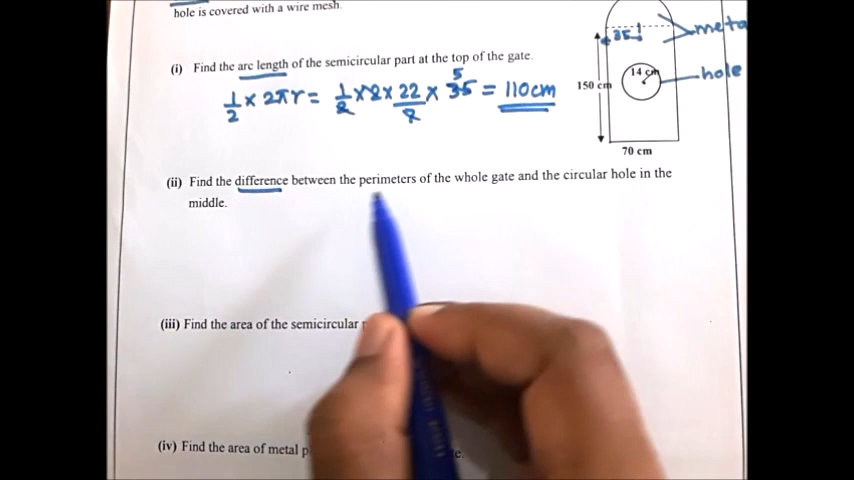 hole is covered with a wire mesh.
(i) Find the arc length of the semicircular part at the top of the gate.
1/2 × 2πr = 1/2 × 2 × 22/7 × 35 5 = 110cm
35
meta
14 cm
hole
150 cm
70 cm
(ii) Find the difference between the perimeters of the whole gate and the circular hole in the
middle.
(iii) Find the area of the semicircular
(iv) Find the area of metal p